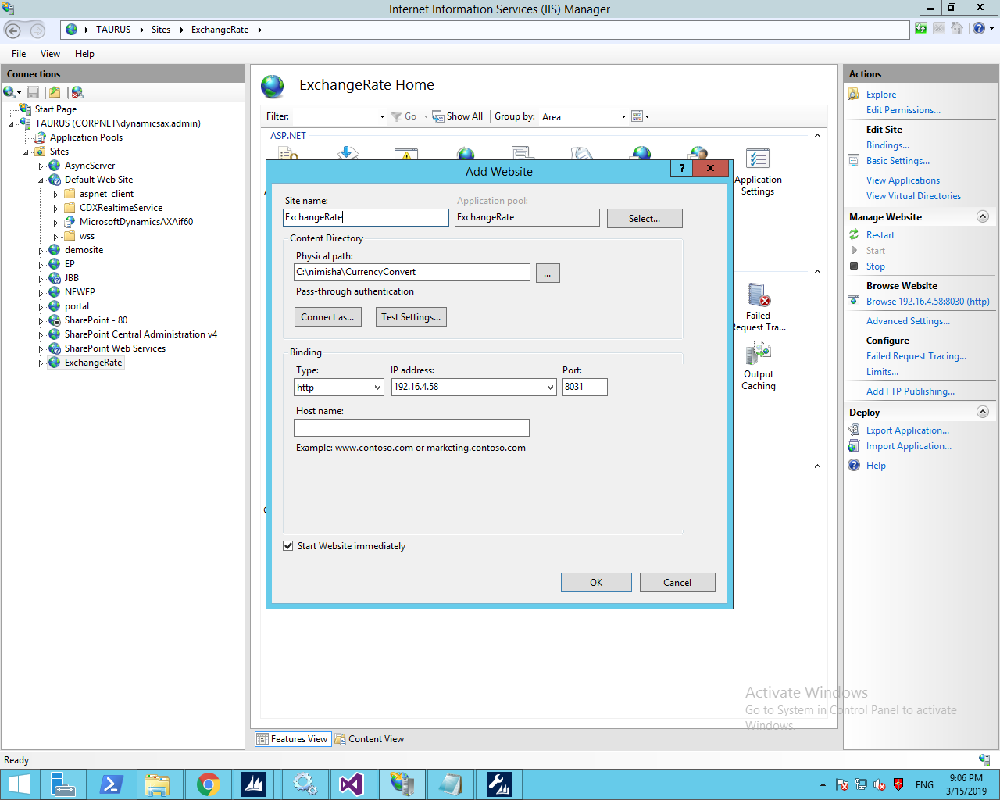 Internet Information Services (IIS) Manager
TAURUS Sites ExchangeRate
File View Help
Connections
Start Page
TAURUS (CORPNET\dynamicsax.admin)
Application Pools
Sites
AsyncServer
Default Web Site
aspnet_client
CDXRealtimeService
MicrosoftDynamicsAXAif60
wss
demosite
EP
JBB
NEWEP
portal
SharePoint - 80
SharePoint Central Administration v4
SharePoint Web Services
ExchangeRate
ExchangeRate Home
Filter: Go Show All Group by: Area
ASP.NET
Application
Settings
Failed
Request Tra...
Output
Caching
Add Website
?
Site name:
Application pool:
ExchangeRate
ExchangeRate
Select...
Content Directory
Physical path:
C:\nimisha\CurrencyConvert
...
Pass-through authentication
Connect as...
Test Settings...
Binding
Type:
IP address:
Port:
http
192.16.4.58
8031
Host name:
Example: www.contoso.com or marketing.contoso.com
Start Website immediately
OK
Cancel
Features View
Content View
Actions
Explore
Edit Permissions...
Edit Site
Bindings...
Basic Settings...
View Applications
View Virtual Directories
Manage Website
Restart
Start
Stop
Browse Website
Browse 192.16.4.58:8030 (http)
Advanced Settings...
Configure
Failed Request Tracing...
Limits...
Add FTP Publishing...
Deploy
Export Application...
Import Application...
Help
Activate Windows
Go to System in Control Panel to activate
Windows.
Ready
ENG
9:06 PM
3/15/2019